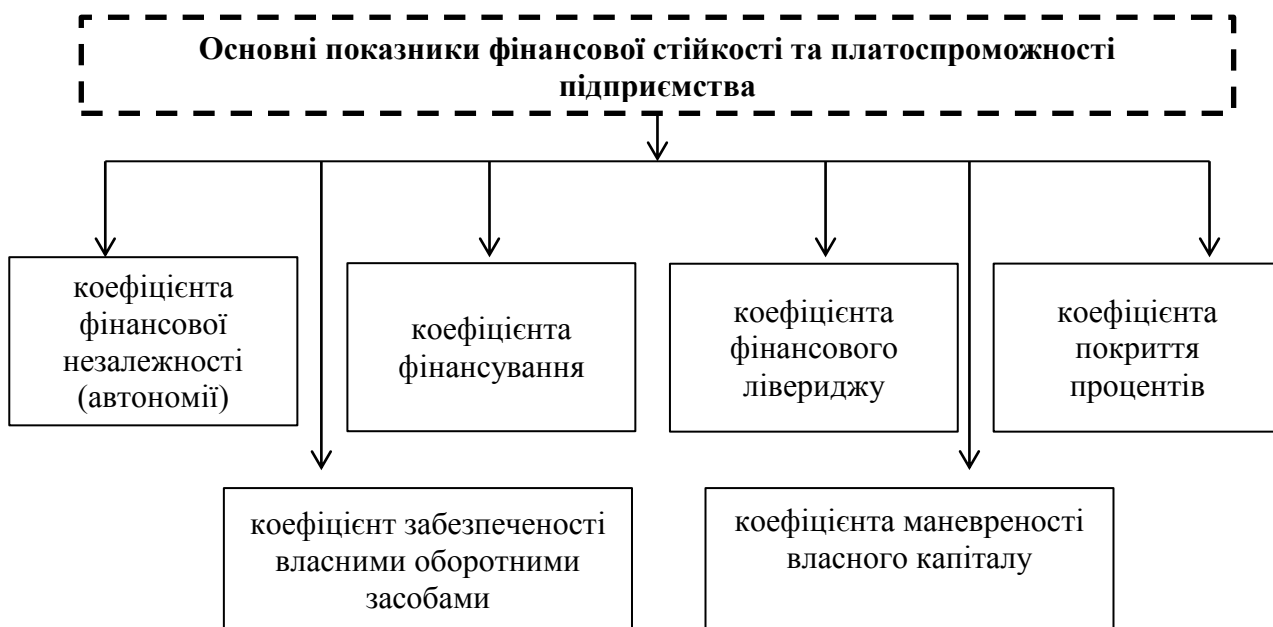 Основні показники фінансової стійкості та платоспроможності
підприємства
коефіцієнта
фінансової
незалежності
(автономії)
коефіцієнта
фінансування
коефіцієнта
фінансового
лівериджу
коефіцієнта
покриття
процентів
коефіцієнт забезпеченості
власними оборотними
засобами
коефіцієнта маневреності
власного капіталу